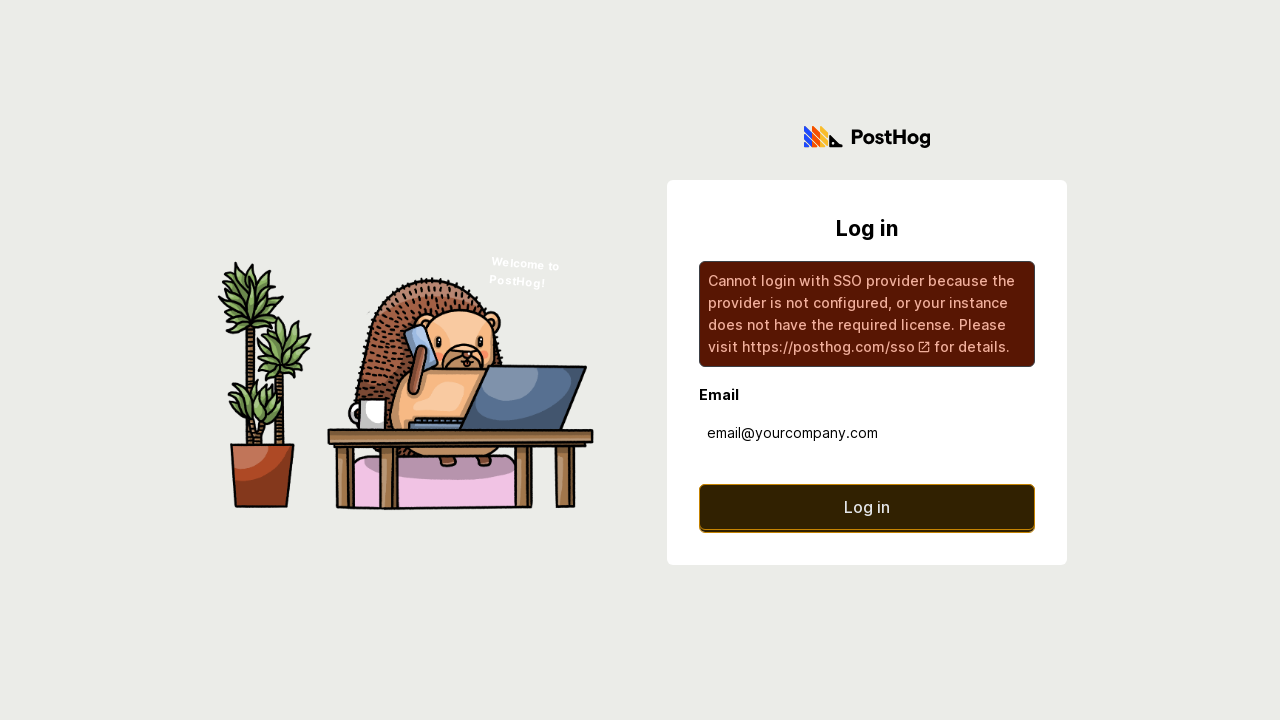 PostHog
Log in
Welcome to
PostHog!
Cannot login with SSO provider because the
provider is not configured, or your instance
does not have the required license. Please
visit https://posthog.com/sso for details.
Email
email@yourcompany.com
Log in